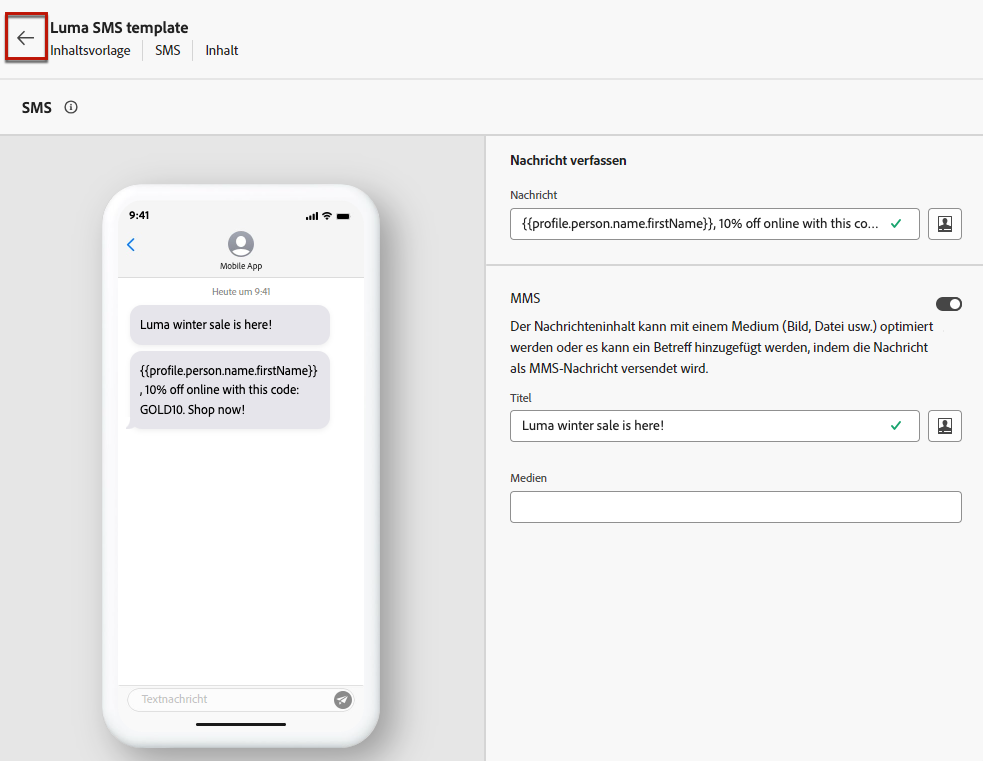 Luma SMS template
Inhaltsvorlage SMS Inhalt
SMS
9:41
Mobile App
Heute um 9:41
Luma winter sale is here!
{{profile.person.name.firstName}}
, 10% off online with this code:
GOLD10. Shop now!
Textnachricht
Nachricht verfassen
Nachricht
{{profile.person.name.firstName}}, 10% off online with this co...
MMS
Der Nachrichteninhalt kann mit einem Medium (Bild, Datei usw.) optimiert
werden oder es kann ein Betreff hinzugefügt werden, indem die Nachricht
als MMS-Nachricht versendet wird.
Titel
Luma winter sale is here!
Medien